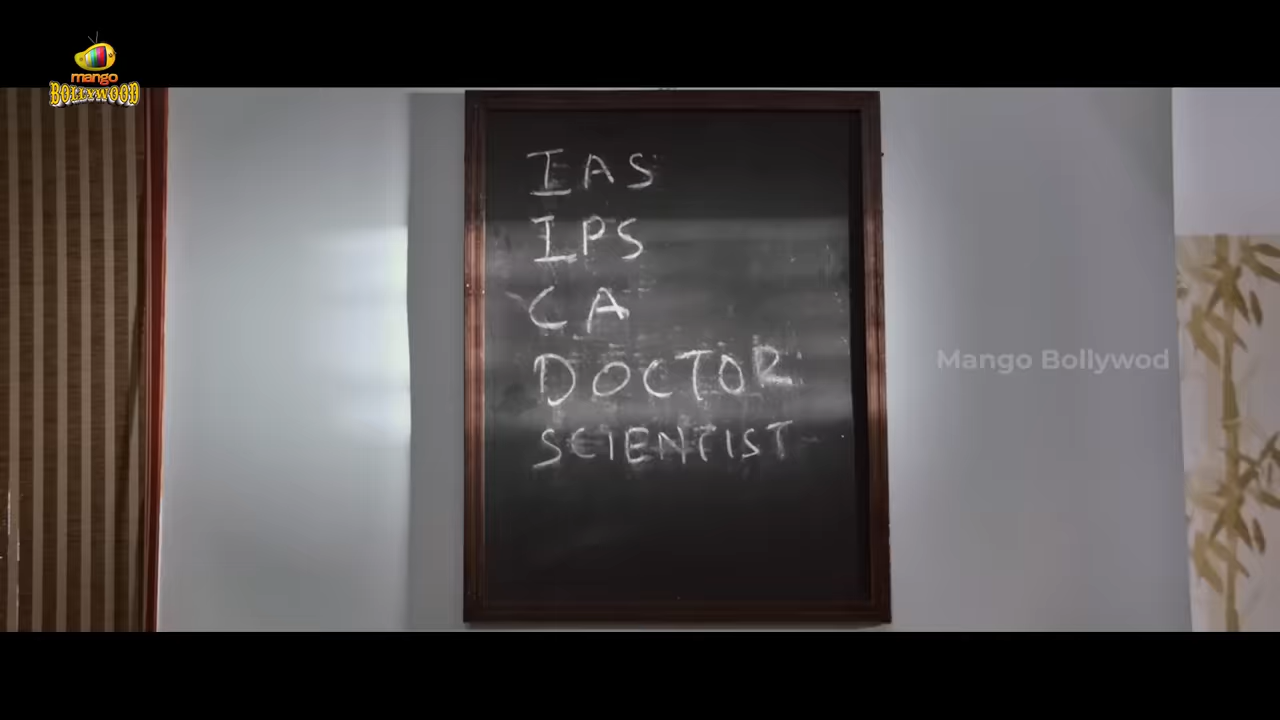 mango
BOLLYWOOD
IAS
IPS
CA
DOCTOR
SCIENTIST
Mango Bollywod